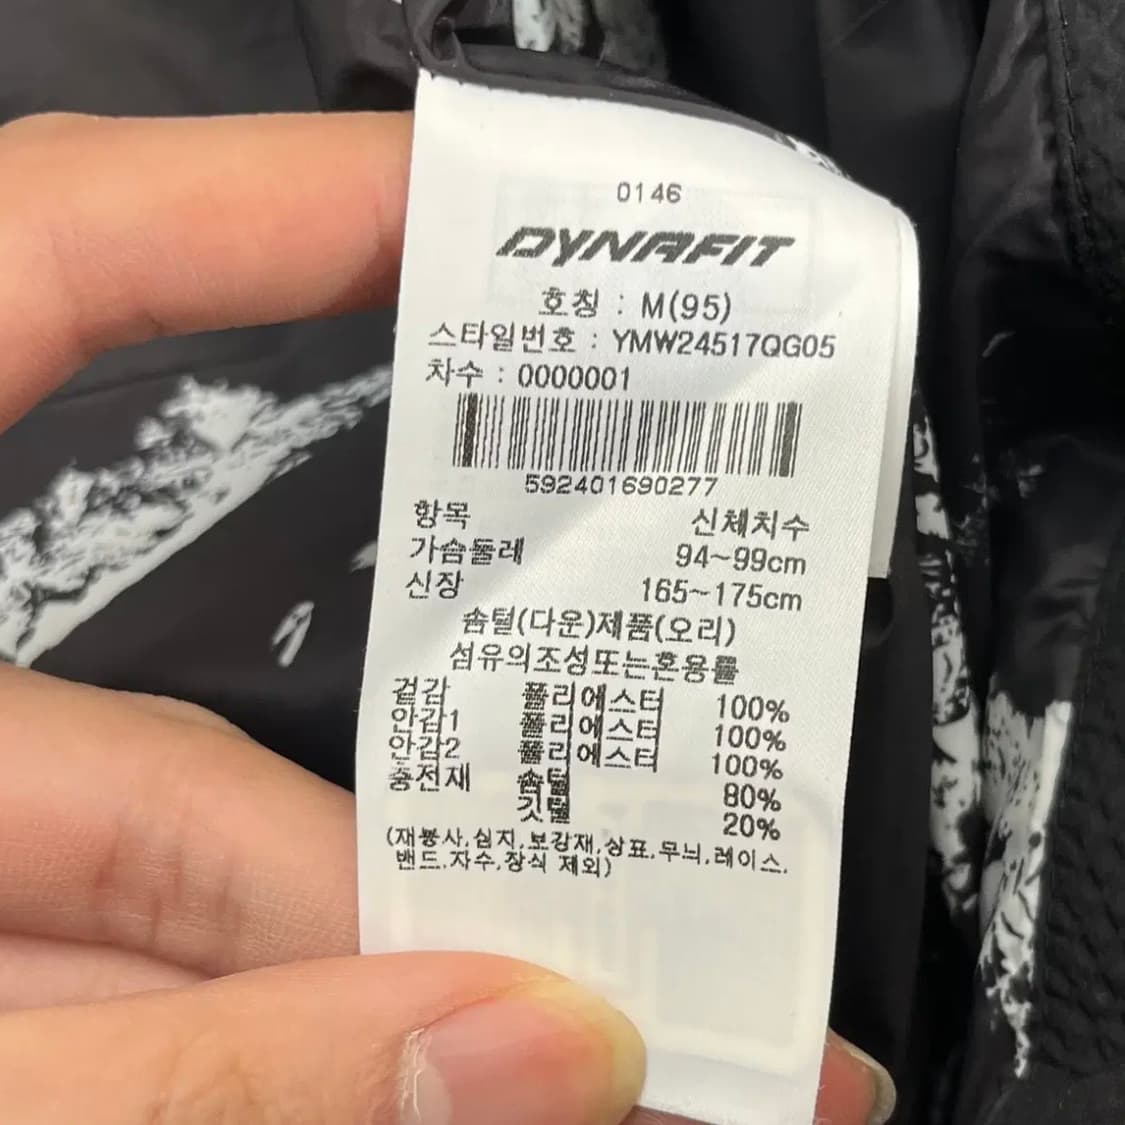 0146
DYNAFIT
호칭 : M(95)
스타일번호 : YMW24517QG05
차수 : 0000001
592401690277
항목 신체치수
가슴둘레 94~99cm
신장 165~175cm
솜털(다운)제품(오리)
섬유의조성또는혼용률
겉감 폴리에스터 100%
안감1 폴리에스터 100%
안감2 폴리에스터 100%
충전재 솜털 80%
깃털 20%
(재봉사,심지,보강재,상표,무늬,레이스,
밴드,자수,장식 제외)